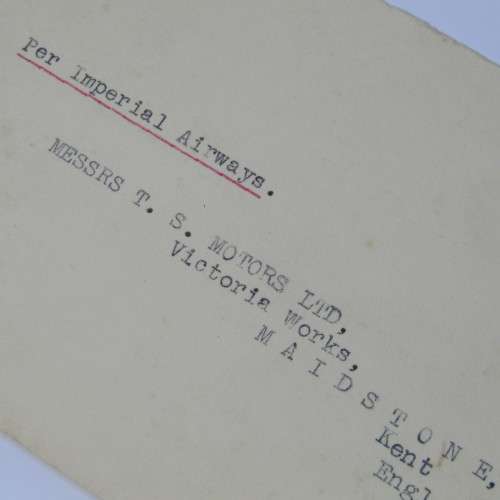 Per Imperial Airways.
MESSRS T. S. MOTORS LTD,
Victoria Works,
M A I D S T O N E,
Kent
Engl